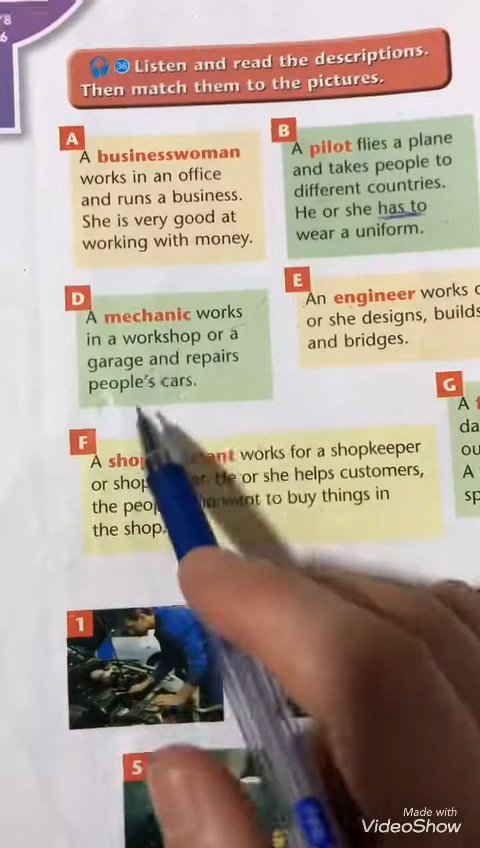 8
6
36 Listen and read the descriptions.
Then match them to the pictures.
A
A businesswoman
works in an office
and runs a business.
She is very good at
working with money.
B
A pilot flies a plane
and takes people to
different countries.
He or she has to
wear a uniform.
D
A mechanic works
in a workshop or a
garage and repairs
people's cars.
E
An engineer works
or she designs, builds
and bridges.
F
A works for a shopkeeper
or shop He or she helps customers,
the want to buy things in
the shop.
G
A
da
ou
A
sp
1
5
Made with
VideoShow